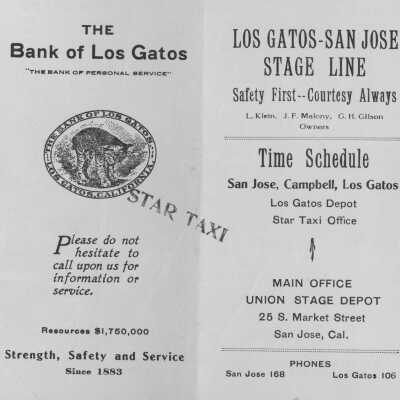 THE
Bank of Los Gatos
"THE BANK OF PERSONAL SERVICE"
THE BANK OF LOS GATOS.
LOS GATOS, CALIFORNIA.
STAR TAXI
Please do not
hesitate to
call upon us for
information or
service.
Resources $1,750,000
Strength, Safety and Service
Since 1883
LOS GATOS-SAN JOSE
STAGE LINE
Safety First--Courtesy Always
L. Klein, J. F. Malony, G. H. Gilson
Owners
Time Schedule
San Jose, Campbell, Los Gatos
Los Gatos Depot
Star Taxi Office
MAIN OFFICE
UNION STAGE DEPOT
25 S. Market Street
San Jose, Cal.
PHONES
San Jose 168 Los Gatos 106